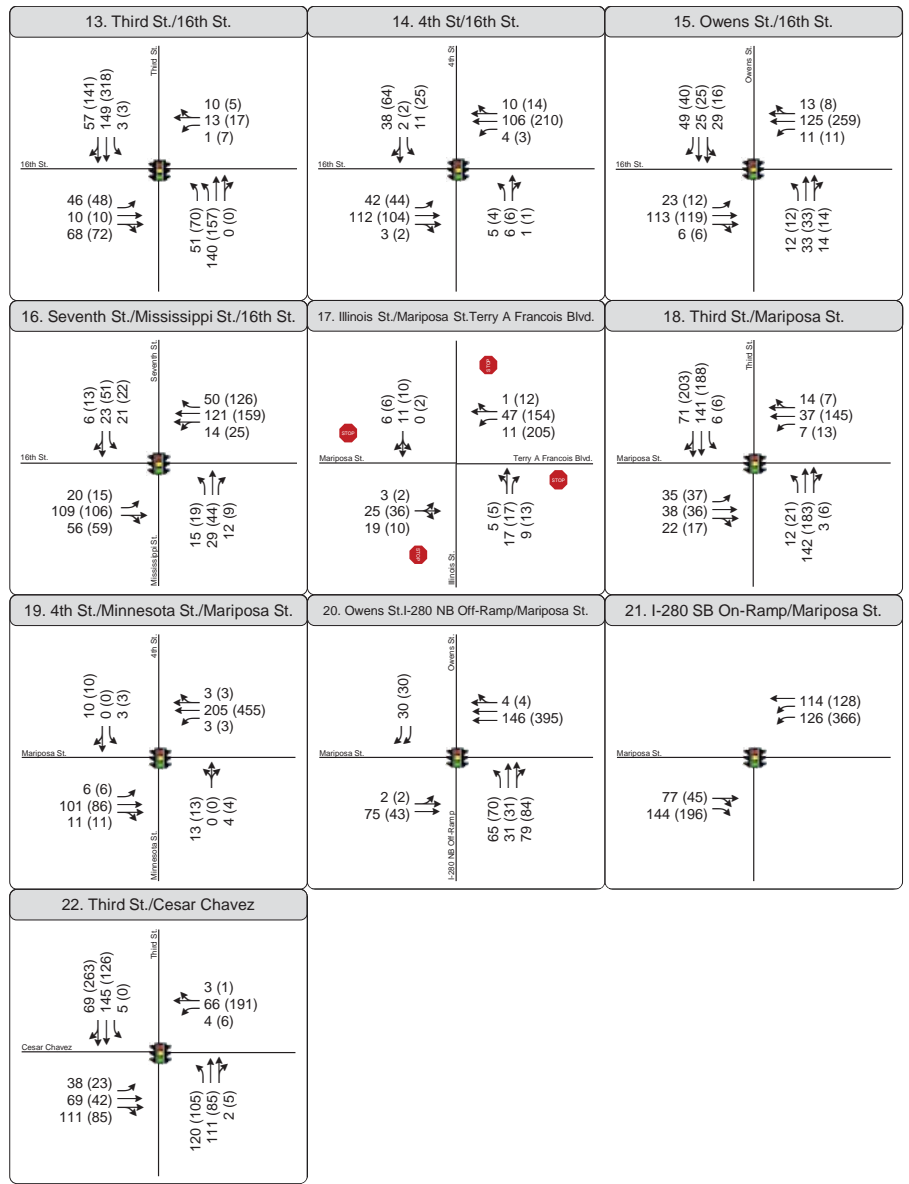 13. Third St./16th St.
Third St.
57 (141)
149 (318)
3 (3)
10 (5)
13 (17)
1 (7)
16th St.
46 (48)
10 (10)
68 (72)
51 (70)
140 (157)
0 (0)
14. 4th St/16th St.
4th St.
38 (64)
2 (2)
11 (25)
10 (14)
106 (210)
4 (3)
16th St.
42 (44)
112 (104)
3 (2)
5 (4)
6 (6)
1 (1)
15. Owens St./16th St.
Owens St.
49 (40)
25 (25)
29 (16)
13 (8)
125 (259)
11 (11)
16th St.
23 (12)
113 (119)
6 (6)
12 (12)
33 (33)
14 (14)
16. Seventh St./Mississippi St./16th St.
Seventh St.
6 (13)
23 (51)
21 (22)
50 (126)
121 (159)
14 (25)
16th St.
20 (15)
109 (106)
56 (59)
15 (19)
29 (44)
12 (9)
Mississippi St.
17. Illinois St./Mariposa St.Terry A Francois Blvd.
STOP
6 (6)
11 (10)
0 (2)
1 (12)
47 (154)
11 (205)
STOP
Mariposa St.
Terry A Francois Blvd.
STOP
3 (2)
25 (36)
19 (10)
5 (5)
17 (17)
9 (13)
STOP
Illinois St.
18. Third St./Mariposa St.
Third St.
71 (203)
141 (188)
6 (6)
14 (7)
37 (145)
7 (13)
Mariposa St.
35 (37)
38 (36)
22 (17)
12 (21)
142 (183)
3 (6)
19. 4th St./Minnesota St./Mariposa St.
4th St.
10 (10)
0 (0)
3 (3)
3 (3)
205 (455)
3 (3)
Mariposa St.
6 (6)
101 (86)
11 (11)
13 (13)
0 (0)
4 (4)
Minnesota St.
20. Owens St.I-280 NB Off-Ramp/Mariposa St.
Owens St.
30 (30)
4 (4)
146 (395)
Mariposa St.
2 (2)
75 (43)
65 (70)
31 (31)
79 (84)
I-280 NB Off-Ramp
21. I-280 SB On-Ramp/Mariposa St.
114 (128)
126 (366)
Mariposa St.
77 (45)
144 (196)
22. Third St./Cesar Chavez
Third St.
69 (263)
145 (126)
5 (0)
3 (1)
66 (191)
4 (6)
Cesar Chavez
38 (23)
69 (42)
111 (85)
120 (105)
111 (85)
2 (5)